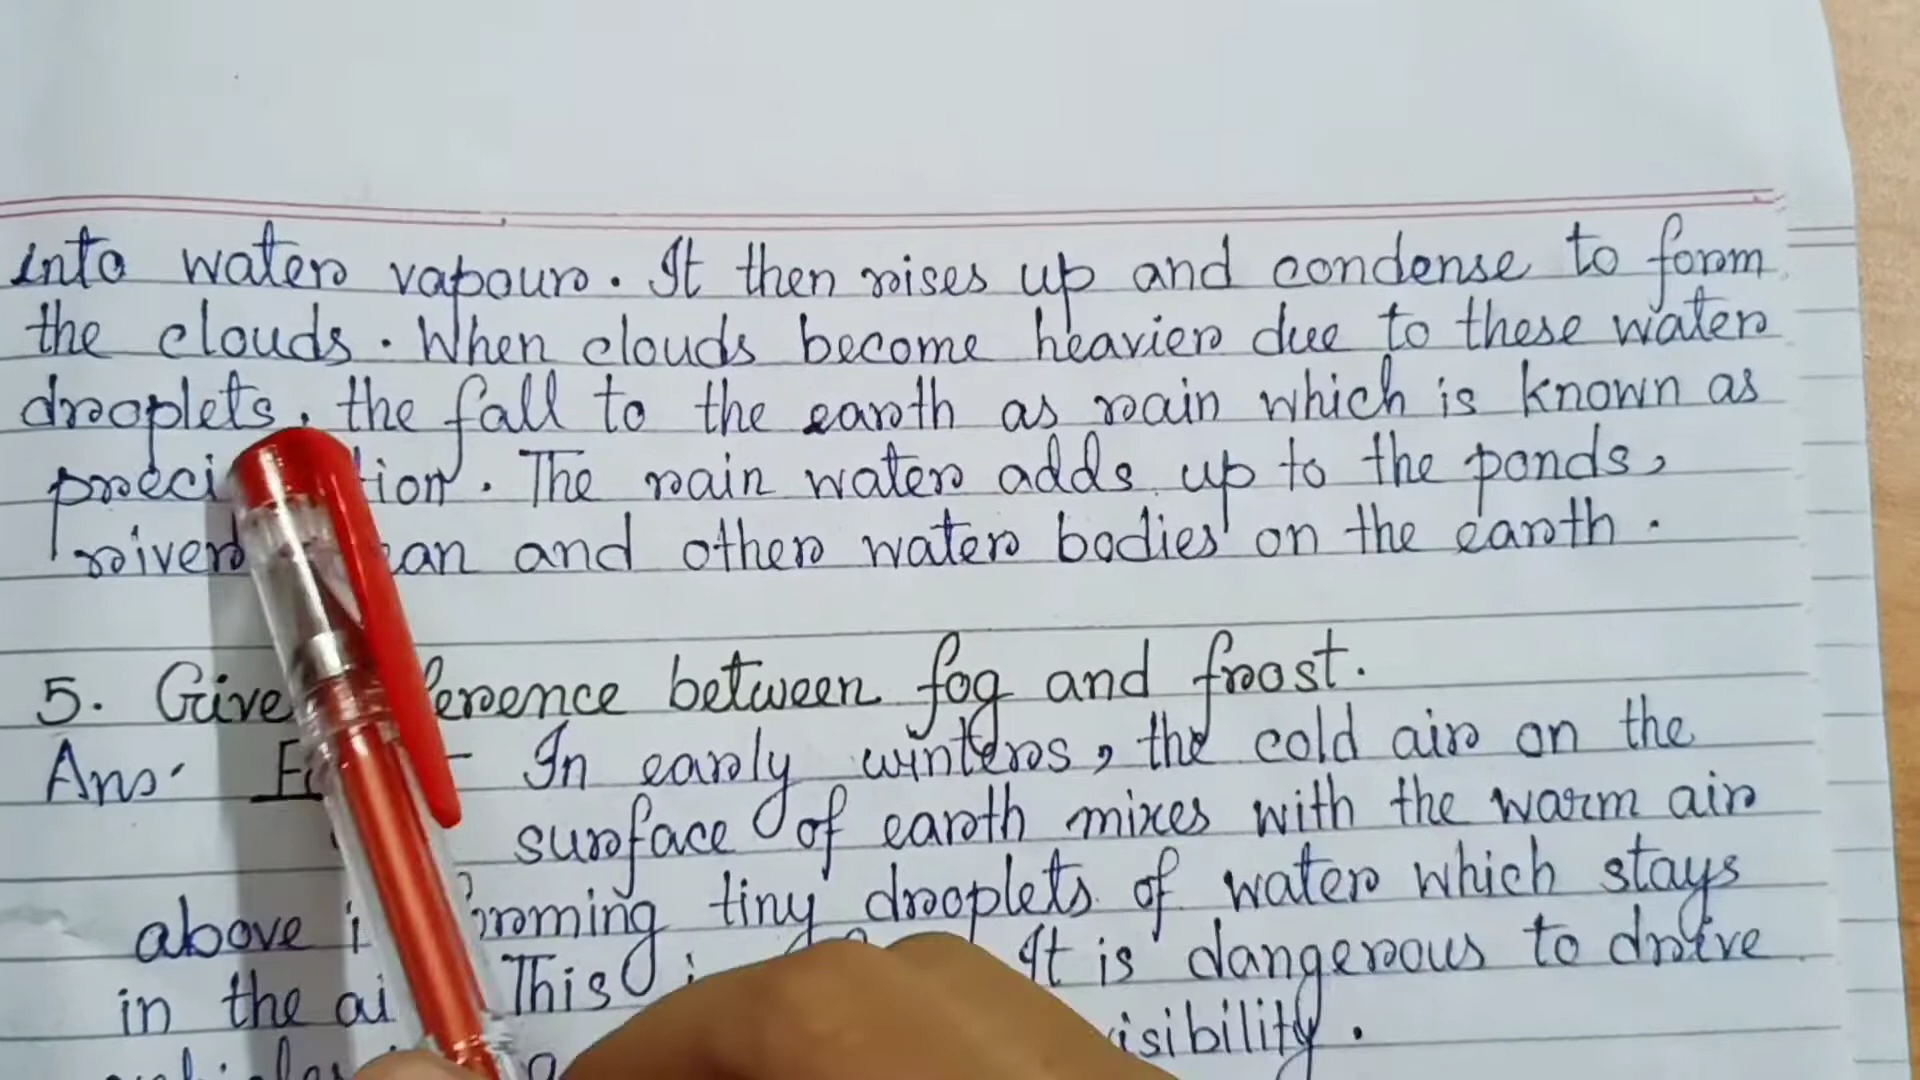 into water vapour. It then rises up and condense to form
the clouds. When clouds become heavier due to these water
droplets, the fall to the earth as rain which is known as
The rain water adds up to the ponds,
and other water bodies on the earth.
5. Give between fog and frost.
Ans. In early winters, the cold air on the
surface of earth mixes with the warm air
above tiny droplets of water which stays
in the This It is dangerous to drive